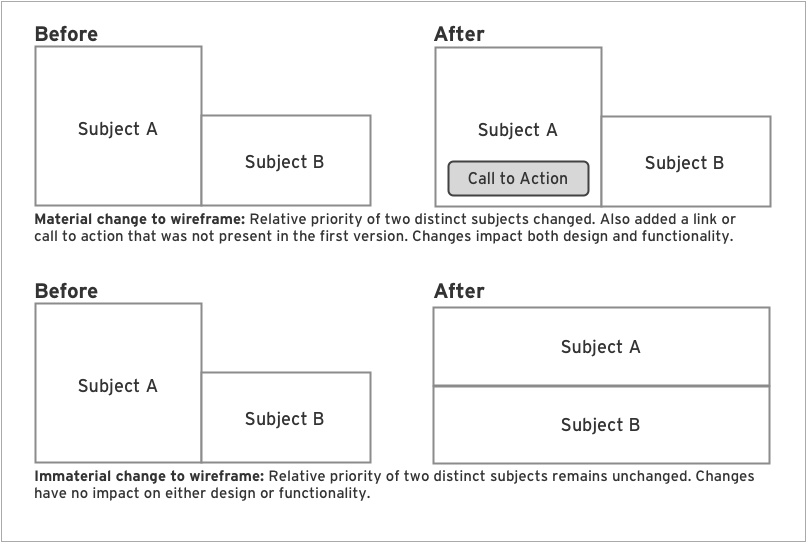 Before
After
Subject A
Subject B
Subject A
Call to Action
Subject B
Material change to wireframe: Relative priority of two distinct subjects changed. Also added a link or
call to action that was not present in the first version. Changes impact both design and functionality.
Before
After
Subject A
Subject B
Subject A
Subject B
Immaterial change to wireframe: Relative priority of two distinct subjects remains unchanged. Changes
have no impact on either design or functionality.